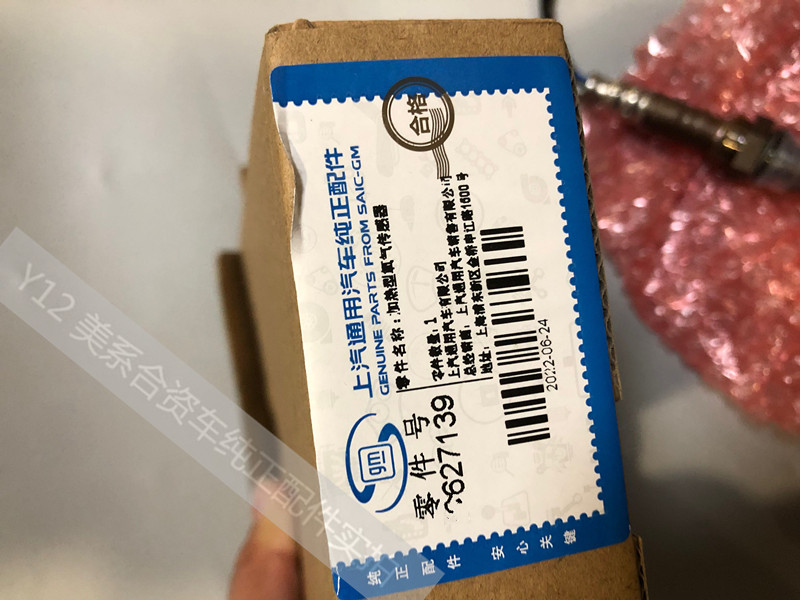 合格
上汽通用汽车纯正配件
GENUINE PARTS FROM SAIC-GM
零件名称:加热型氧气传感器
gm
零件号
627139
零件数量:1
上汽通用汽车有限公司
总经销商:上汽通用汽车销售有限公司
地址:上海浦东新区金桥申江路1600号
2022-06-24
纯正配件 安心关键
Y12 美系合资车纯正配件实拍